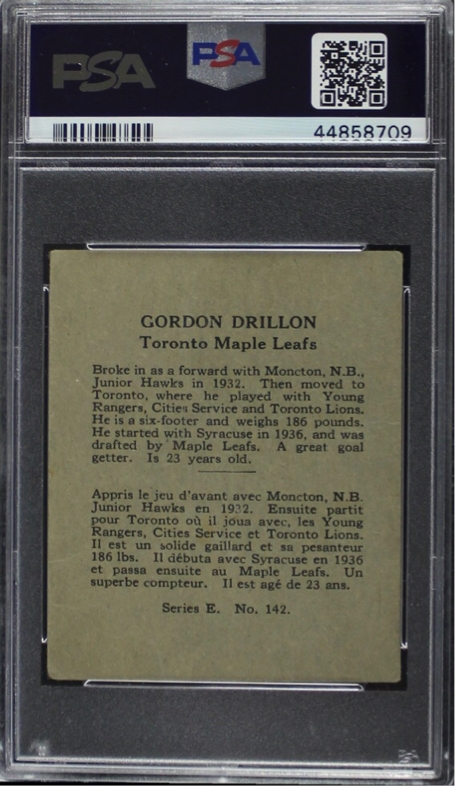 PSA
PSA
44858709
GORDON DRILLON
Toronto Maple Leafs
Broke in as a forward with Moncton, N.B.,
Junior Hawks in 1932. Then moved to
Toronto, where he played with Young
Rangers, Cities Service and Toronto Lions.
He is a six-footer and weighs 186 pounds.
He started with Syracuse in 1936, and was
drafted by Maple Leafs. A great goal
getter. Is 23 years old.
Appris le jeu d'avant avec Moncton, N.B.
Junior Hawks en 1932. Ensuite partit
pour Toronto où il joua avec, les Young
Rangers, Cities Service et Toronto Lions.
Il est un solide gaillard et sa pesanteur
186 lbs. Il débuta avec Syracuse en 1936
et passa ensuite au Maple Leafs. Un
superbe compteur. Il est agé de 23 ans.
Series E. No. 142.
PSA